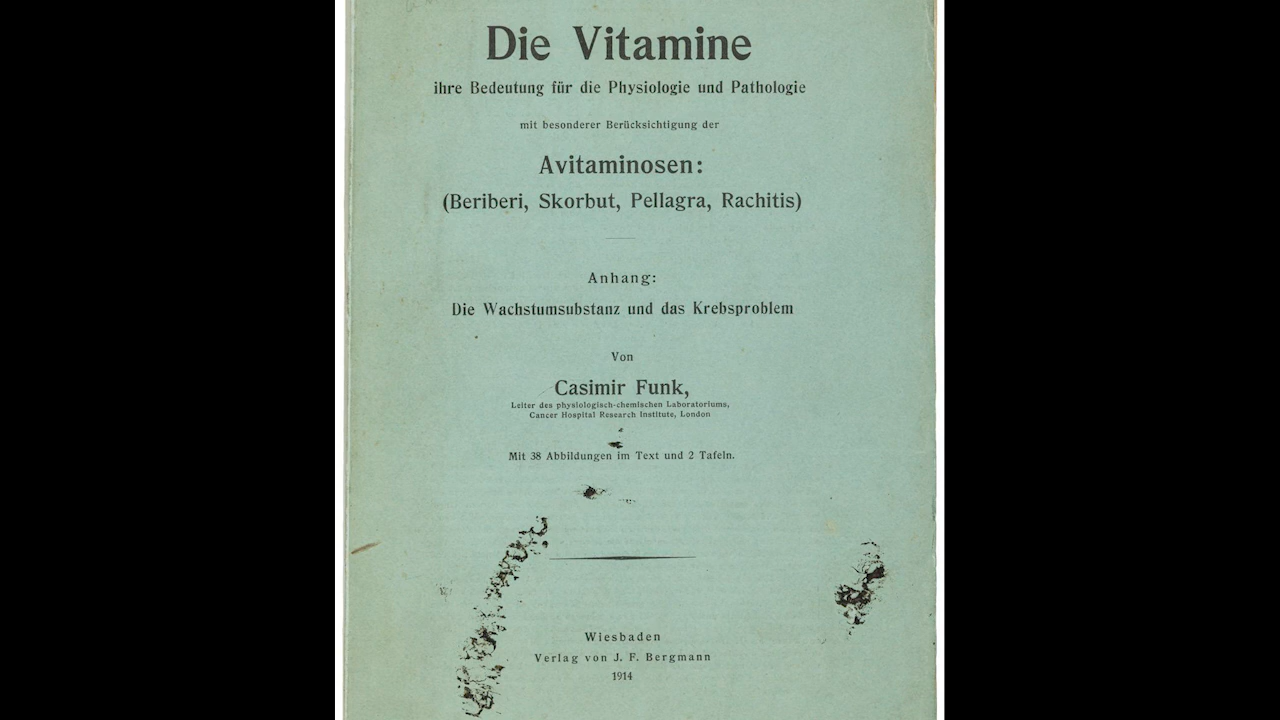 Die Vitamine
ihre Bedeutung für die Physiologie und Pathologie
mit besonderer Berücksichtigung der
Avitaminosen:
(Beriberi, Skorbut, Pellagra, Rachitis)
Anhang:
Die Wachstumsubstanz und das Krebsproblem
Von
Casimir Funk,
Leiter des physiologisch-chemischen Laboratoriums,
Cancer Hospital Research Institute, London
Mit 38 Abbildungen im Text und 2 Tafeln.
Wiesbaden
Verlag von J. F. Bergmann
1914